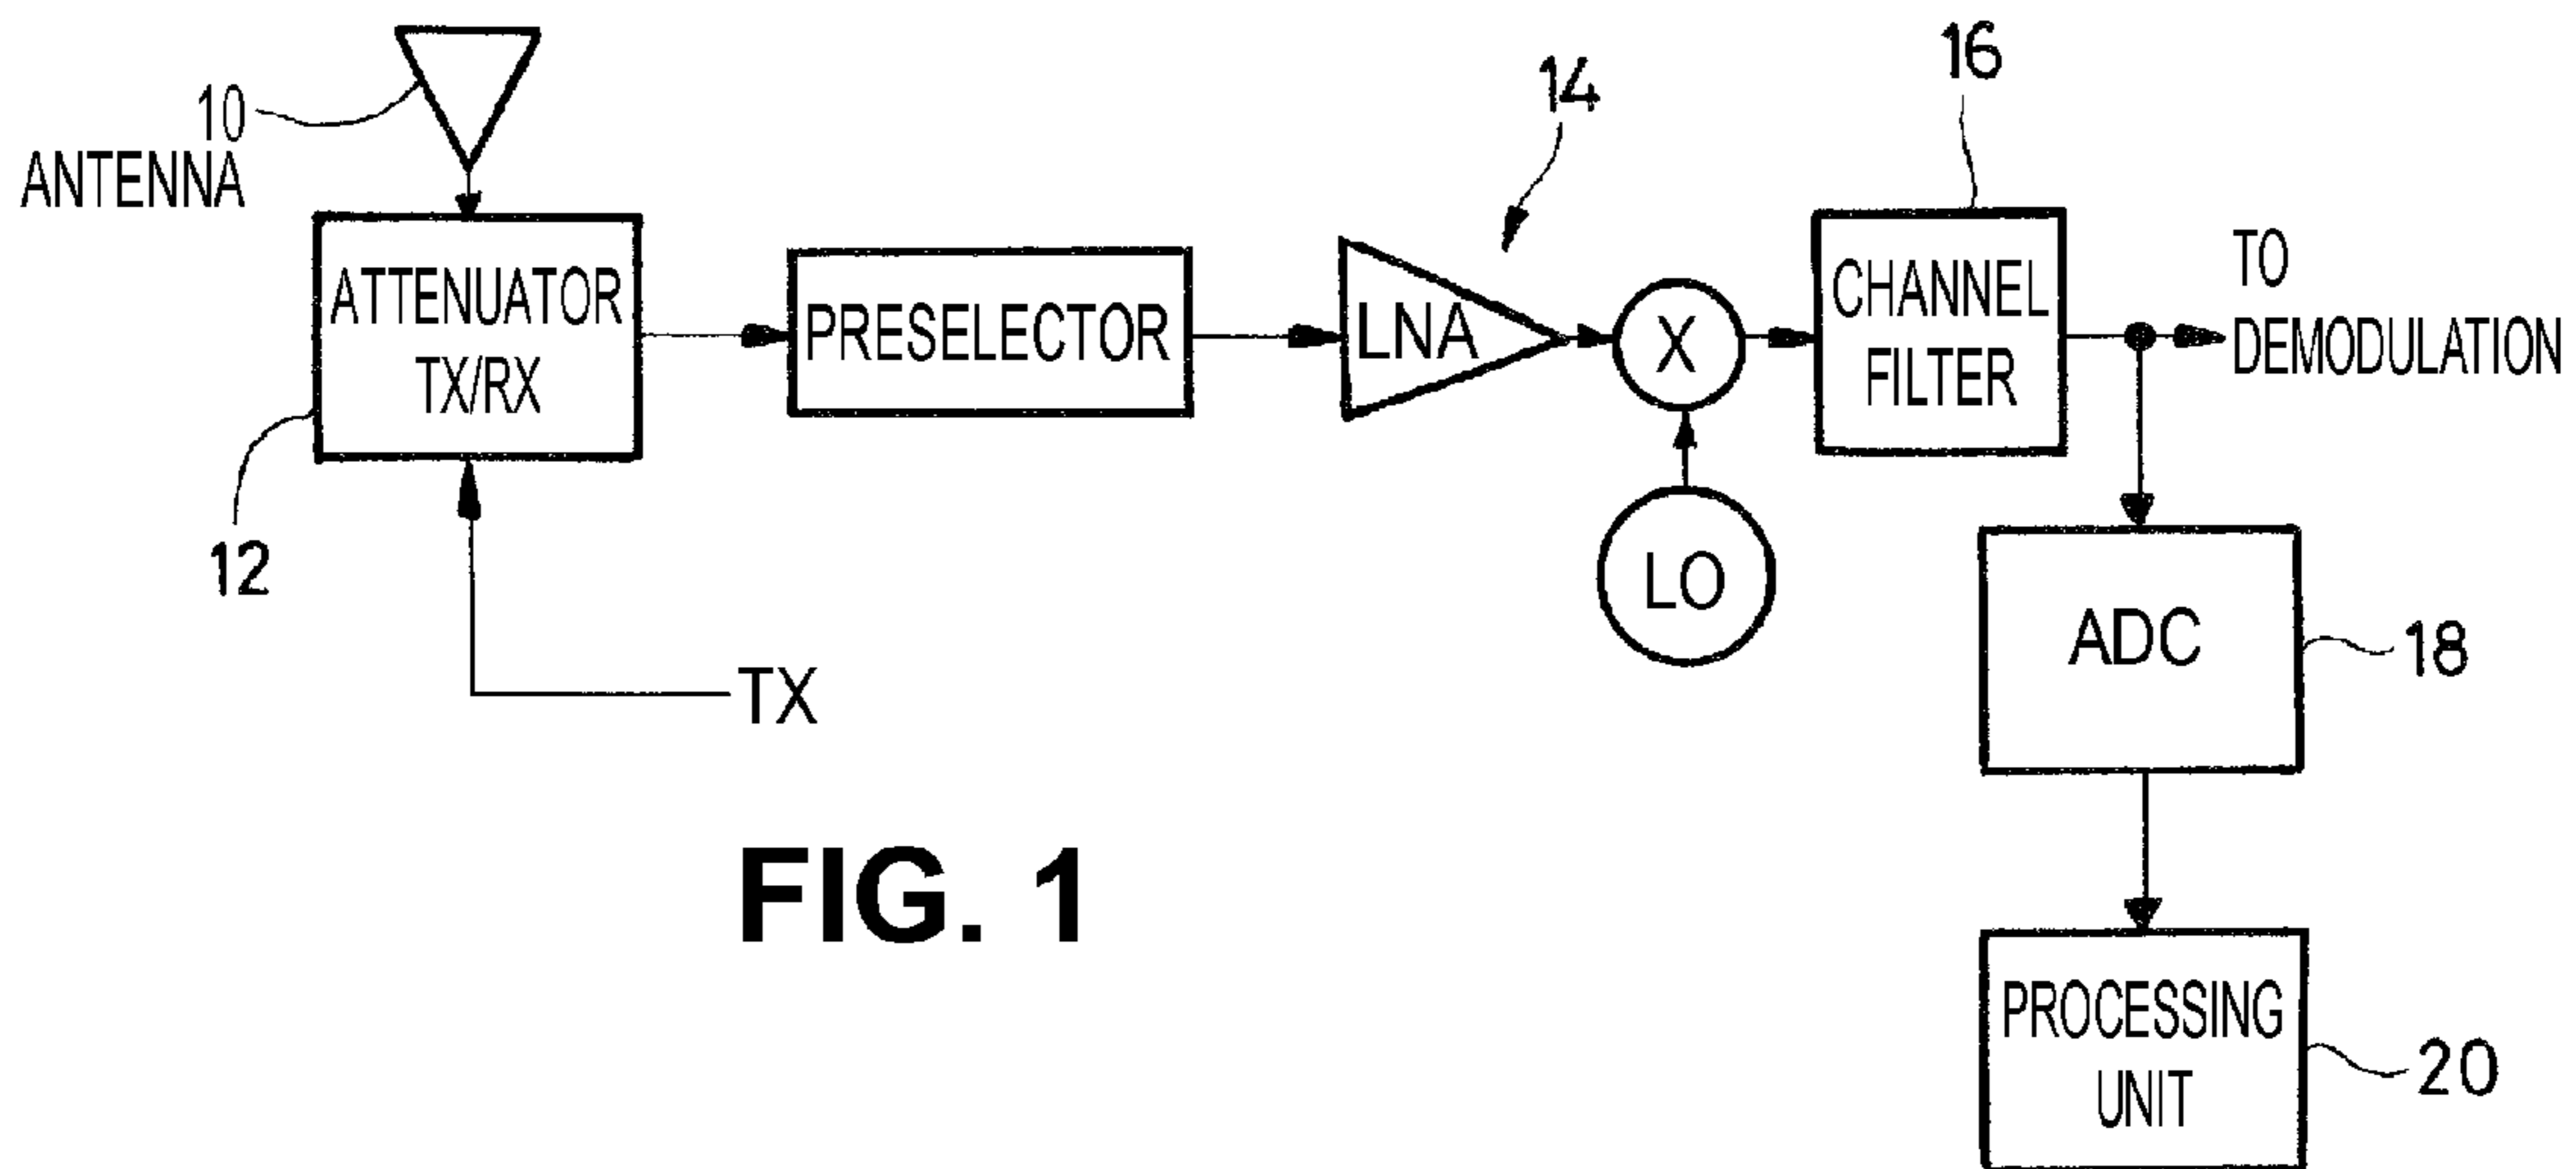 10
ANTENNA
ATTENUATOR
TX/RX
12
TX
PRESELECTOR
LNA
14
X
LO
16
CHANNEL
FILTER
TO
DEMODULATION
ADC
18
PROCESSING
UNIT
20
FIG. 1